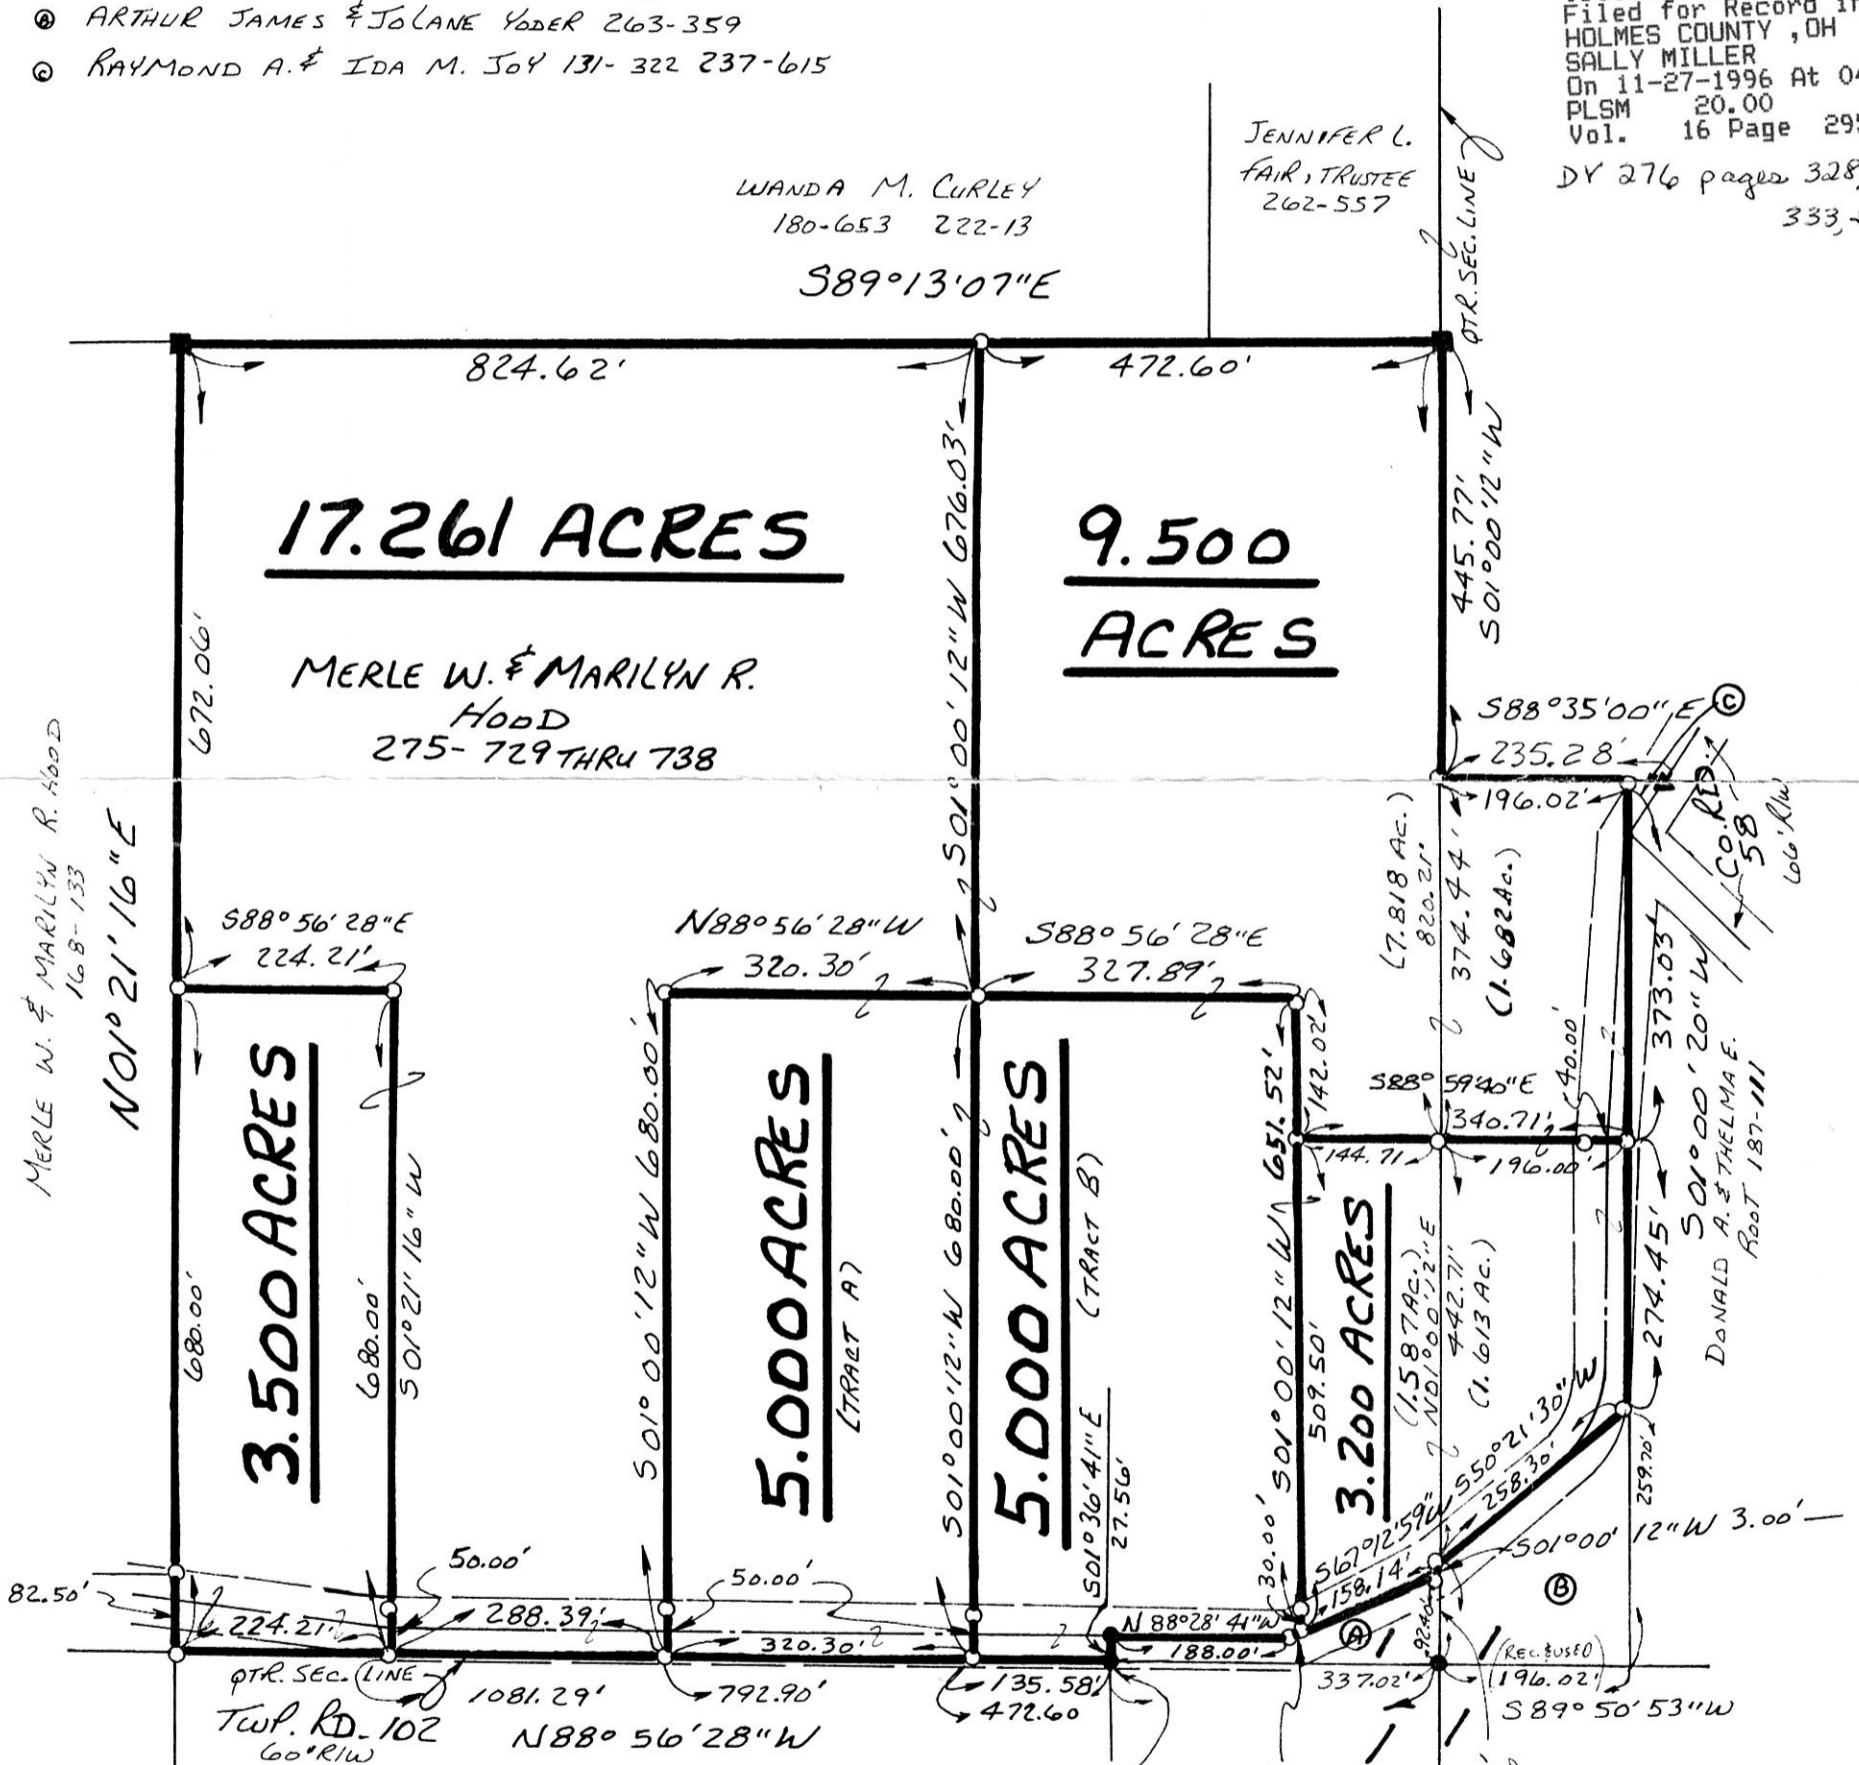 Ⓑ ARTHUR JAMES & JOLANE YODER 263-359
Ⓒ RAYMOND A. & IDA M. JOY 131-322 237-615
Filed for Record in
HOLMES COUNTY ,OH
SALLY MILLER
On 11-27-1996 At 04
PLSM 20.00
Vol. 16 Page 295
DV 276 pages 328,
333,
WANDA M. CURLEY
180-653 222-13
JENNIFER L.
FAIR, TRUSTEE
262-557
QTR. SEC. LINE
S89°13'07"E
824.62'
472.60'
17.261 ACRES
9.500
ACRES
MERLE W. & MARILYN R.
HOOD
275-729 THRU 738
672.06'
S01°00'12"W 676.03'
445.77'
S01°00'12"W
S88°35'00"E
Ⓒ
235.28'
196.02'
CO. RD.
58
66' R/W
MERLE W. & MARILYN R. HOOD
168-133
N01°21'16"E
S88°56'28"E
224.21'
N88°56'28"W
320.30'
S88°56'28"E
327.89'
(7.818 AC.)
820.21'
374.44'
(1.682 AC.)
373.03'
S01°00'20"W
274.45'
DONALD A. & THELMA E.
ROOT 187-111
40.00'
S88°59'40"E
340.71'
144.71
196.00'
142.02'
S01°00'12"W 651.52'
509.50'
3.500 ACRES
680.00'
680.00'
S01°21'16"W
S01°00'12"W 680.00'
5.000 ACRES
(TRACT A)
S01°00'12"W 680.00'
5.000 ACRES
(TRACT B)
S01°36'41"E
27.56'
3.200 ACRES
(1.587 AC.)
N01°00'12"E
442.71'
(1.613 AC.)
S50°21'30"W
258.30'
259.70'
S67°12'59"W
158.14'
S01°00'12"W 3.00'
30.00'
82.50'
50.00'
50.00'
224.21'
288.39'
320.30'
N88°28'41"W
188.00'
Ⓐ
Ⓑ
92.40'
(REC. & USED)
(196.02')
QTR. SEC. LINE
1081.29'
792.90'
135.58'
472.60
337.02'
S89°50'53"W
TWP. RD. 102
60' R/W
N88°56'28"W